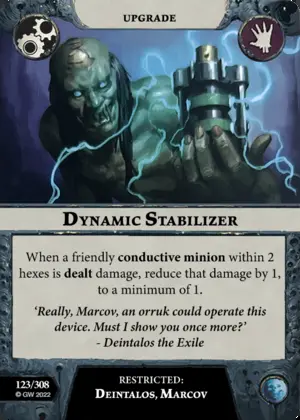 UPGRADE
DYNAMIC STABILIZER
When a friendly conductive minion within 2
hexes is dealt damage, reduce that damage by 1,
to a minimum of 1.
‘Really, Marcov, an orruk could operate this
device. Must I show you once more?’
- Deintalos the Exile
123/308
© GW 2022
RESTRICTED:
DEINTALOS, MARCOV